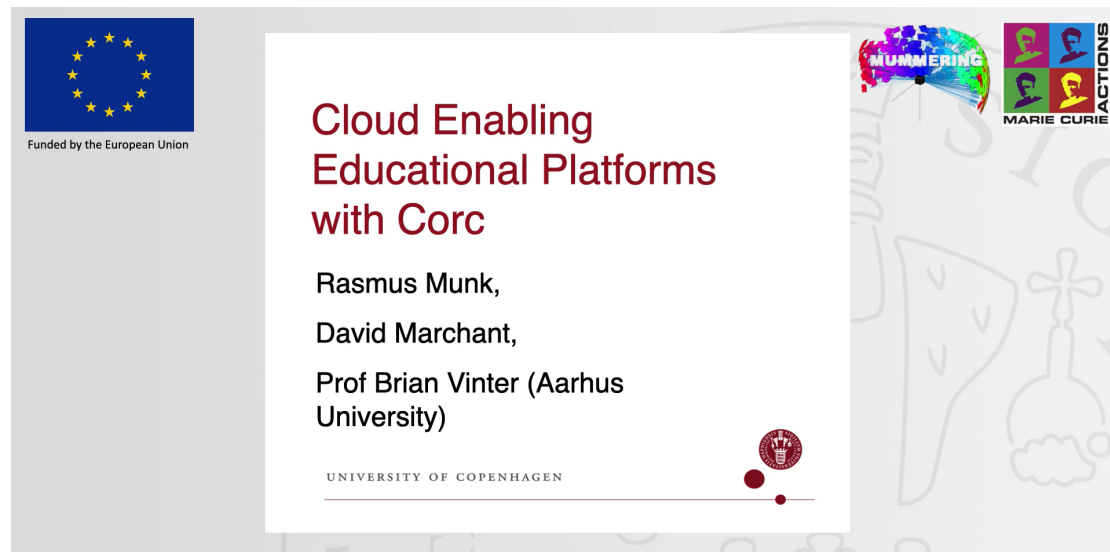 Funded by the European Union
MUMMERING
MARIE CURIE
ACTIONS
Cloud Enabling
Educational Platforms
with Corc
Rasmus Munk,
David Marchant,
Prof Brian Vinter (Aarhus
University)
UNIVERSITY OF COPENHAGEN